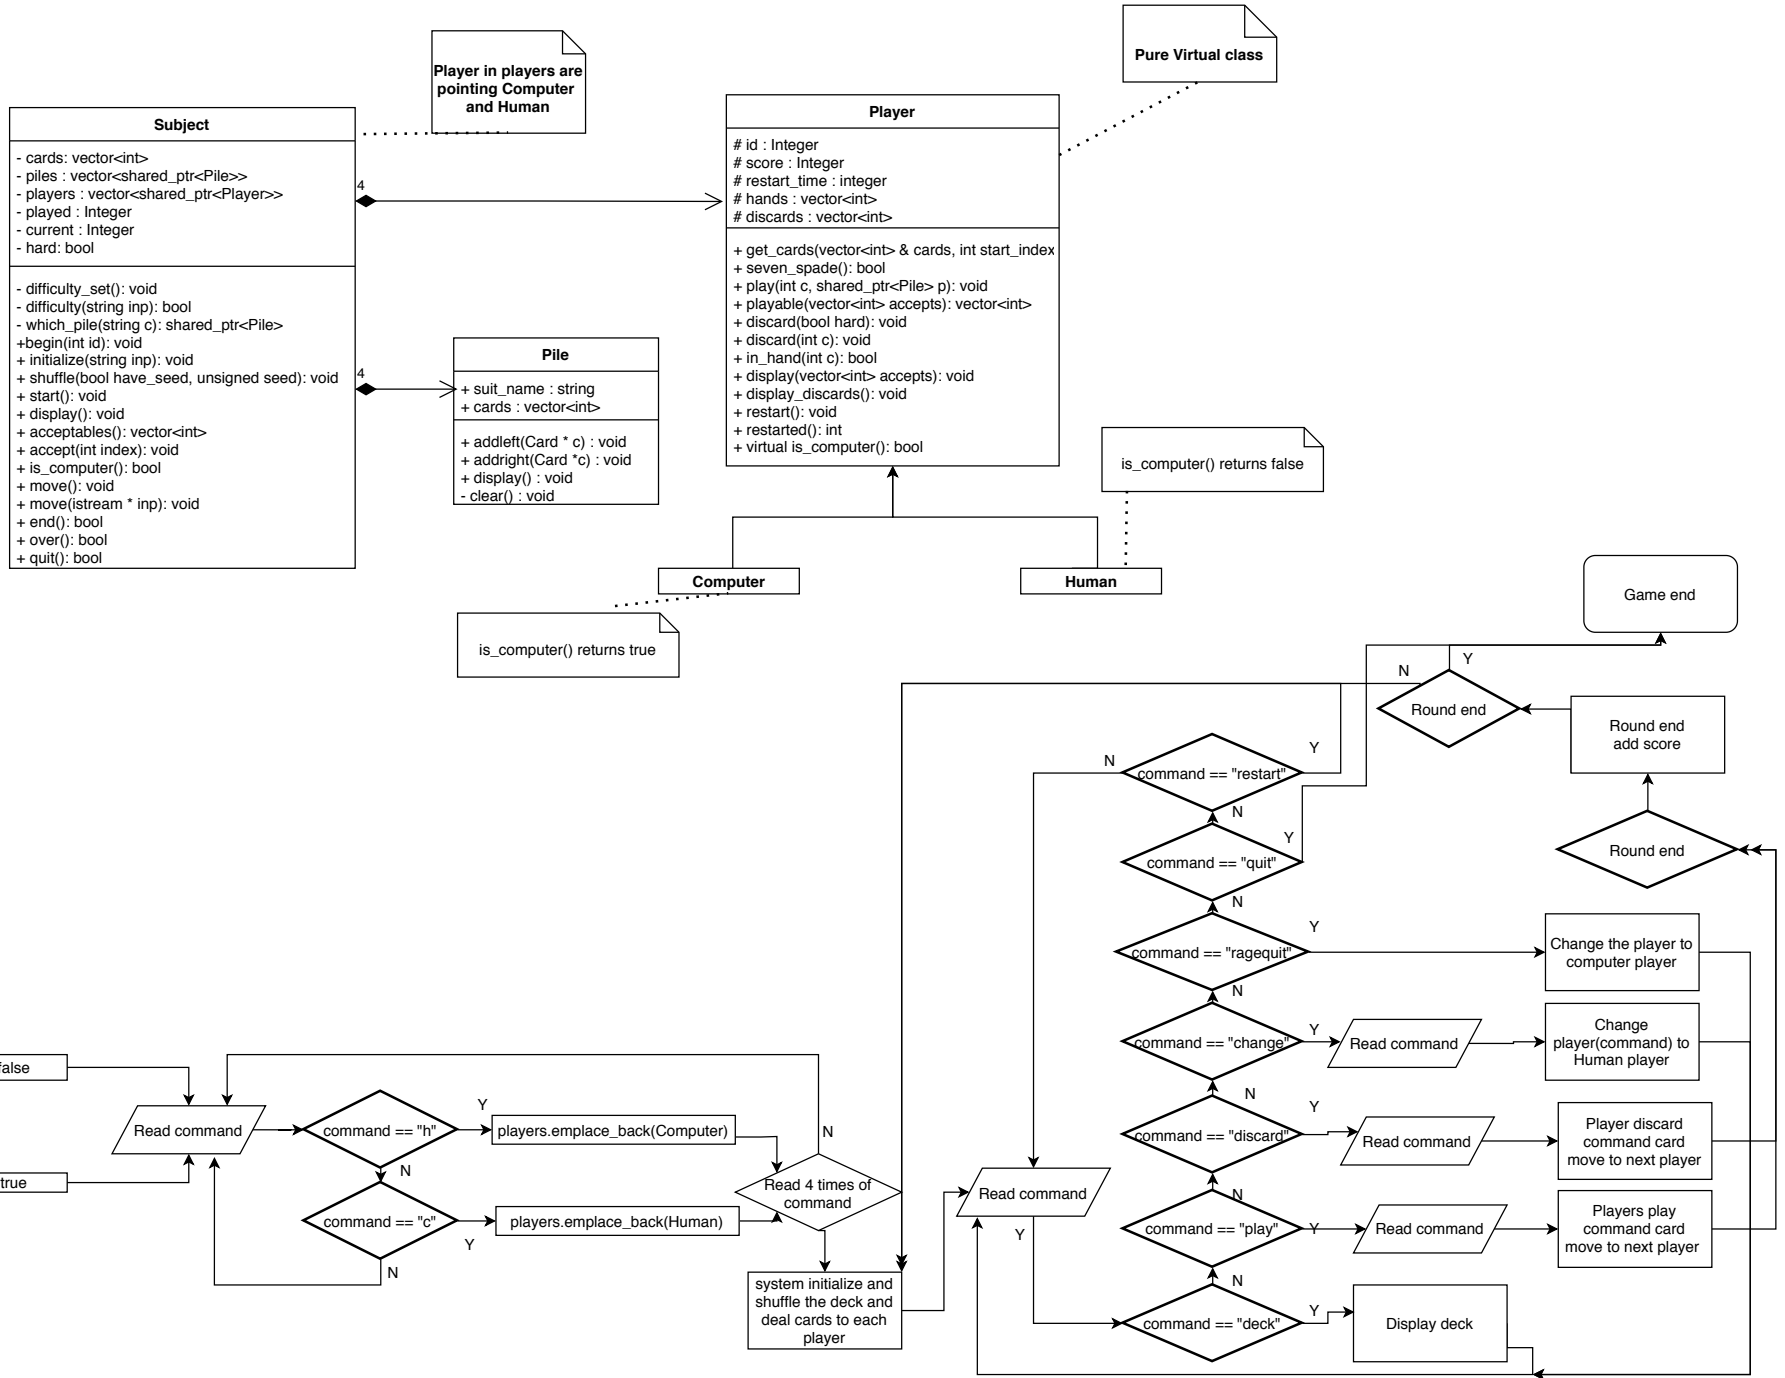 Player in players are
pointing Computer
and Human
Pure Virtual class
Subject
- cards: vector<int>
- piles : vector<shared_ptr<Pile>>
- players : vector<shared_ptr<Player>>
- played : Integer
- current : Integer
- hard: bool
- difficulty_set(): void
- difficulty(string inp): bool
- which_pile(string c): shared_ptr<Pile>
+begin(int id): void
+ initialize(string inp): void
+ shuffle(bool have_seed, unsigned seed): void
+ start(): void
+ display(): void
+ acceptables(): vector<int>
+ accept(int index): void
+ is_computer(): bool
+ move(): void
+ move(istream * inp): void
+ end(): bool
+ over(): bool
+ quit(): bool
4
4
Player
# id : Integer
# score : Integer
# restart_time : integer
# hands : vector<int>
# discards : vector<int>
+ get_cards(vector<int> & cards, int start_index
+ seven_spade(): bool
+ play(int c, shared_ptr<Pile> p): void
+ playable(vector<int> accepts): vector<int>
+ discard(bool hard): void
+ discard(int c): void
+ in_hand(int c): bool
+ display(vector<int> accepts): void
+ display_discards(): void
+ restart(): void
+ restarted(): int
+ virtual is_computer(): bool
Pile
+ suit_name : string
+ cards : vector<int>
+ addleft(Card * c) : void
+ addright(Card *c) : void
+ display() : void
- clear() : void
is_computer() returns false
Computer
Human
is_computer() returns true
Game end
Y
N
Round end
Round end
add score
Round end
N
command == "restart"
Y
N
command == "quit"
Y
N
command == "ragequit"
Y
Change the player to
computer player
N
command == "change"
Y
Read command
Change
player(command) to
Human player
N
command == "discard"
Y
Read command
Player discard
command card
move to next player
N
command == "play"
Y
Read command
Players play
command card
move to next player
N
command == "deck"
Y
Display deck
Read command
Y
false
true
Read command
command == "h"
Y
players.emplace_back(Computer)
N
command == "c"
Y
players.emplace_back(Human)
N
Read 4 times of
command
N
system initialize and
shuffle the deck and
deal cards to each
player